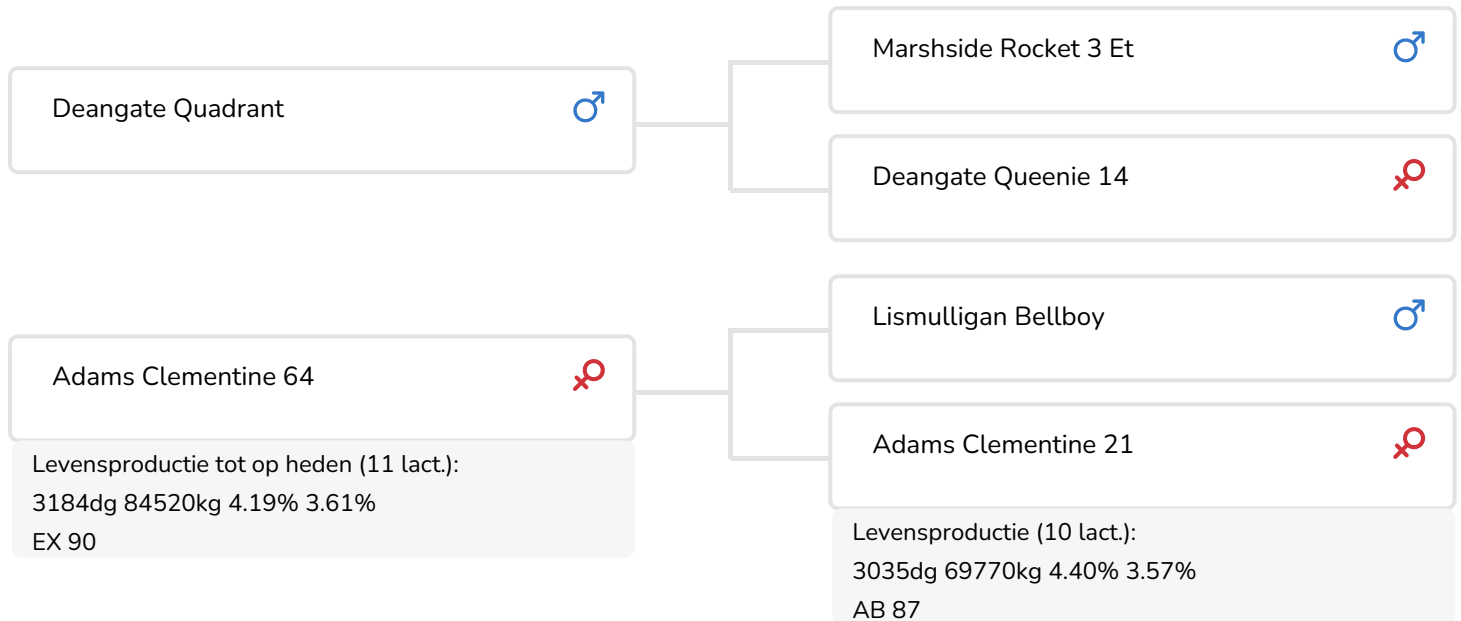 Deangate Quadrant
Marshside Rocket 3 Et
Deangate Queenie 14
Adams Clementine 64
Levensproductie tot op heden (11 lact.):
3184dg 84520kg 4.19% 3.61%
EX 90
Lismulligan Bellboy
Adams Clementine 21
Levensproductie (10 lact.):
3035dg 69770kg 4.40% 3.57%
AB 87